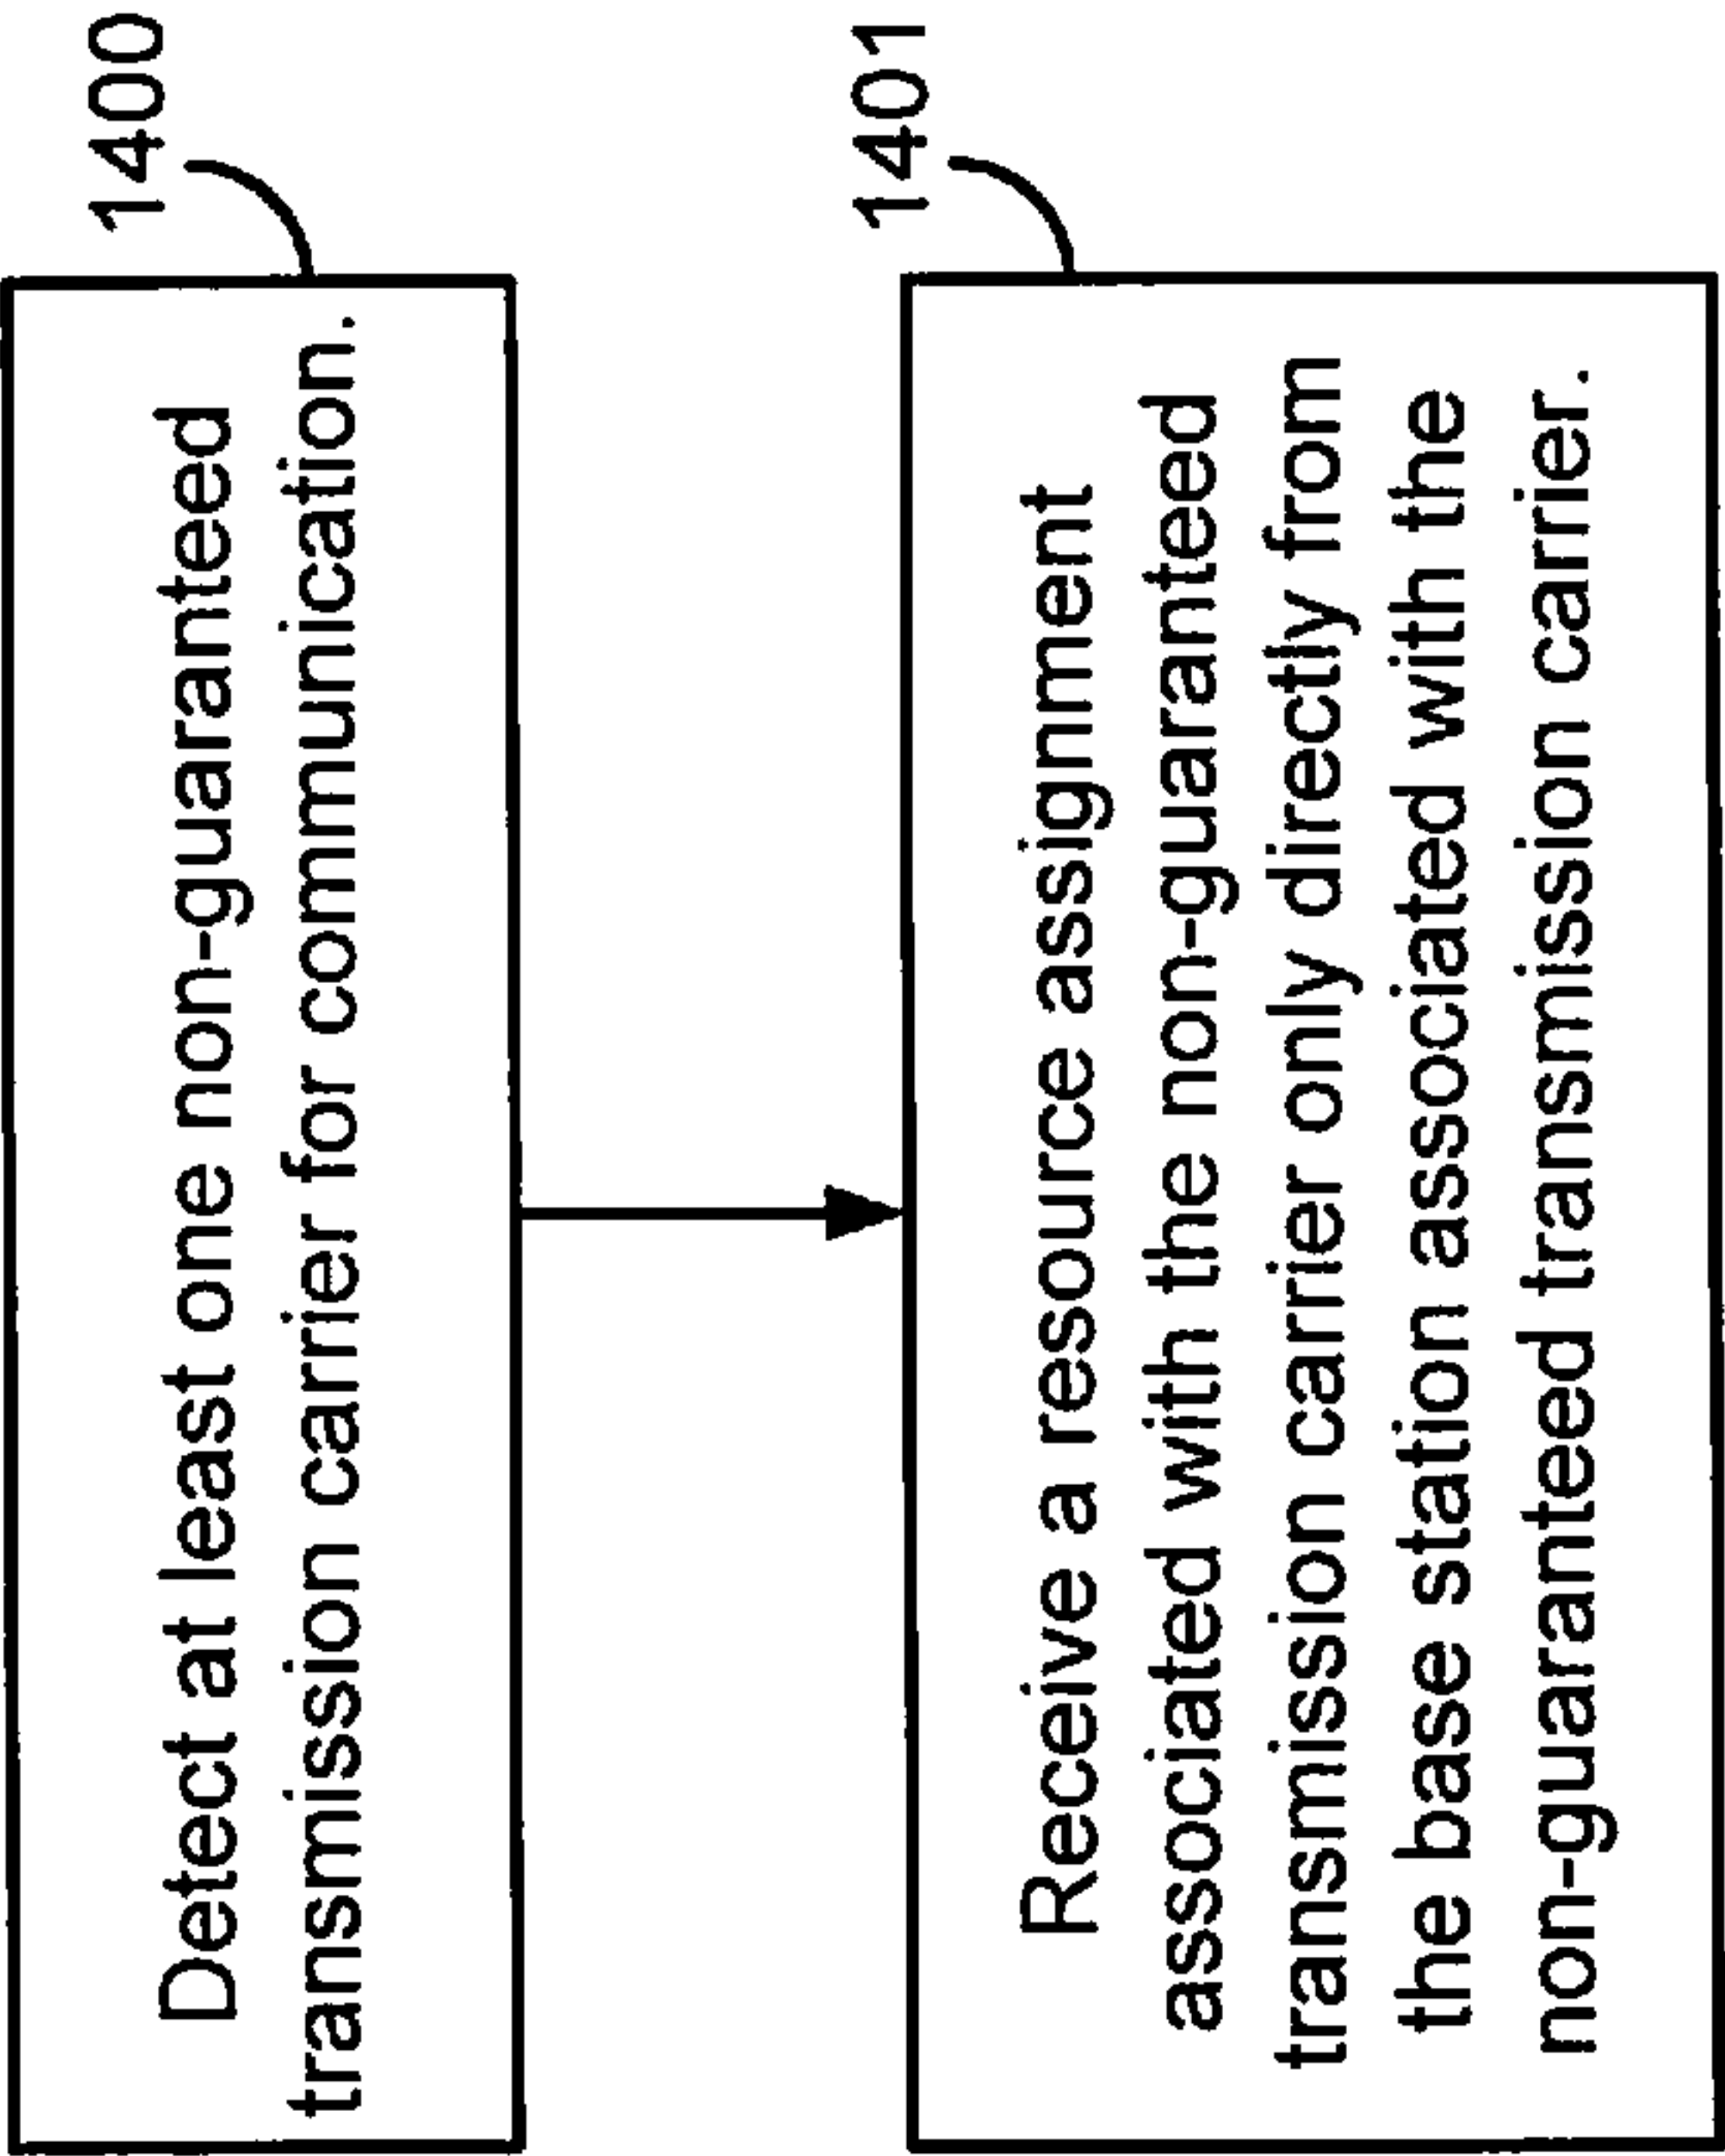 1400
Detect at least one non-guaranteed
transmission carrier for communication.
1401
Receive a resource assignment
associated with the non-guaranteed
transmission carrier only directly from
the base station associated with the
non-guaranteed transmission carrier.